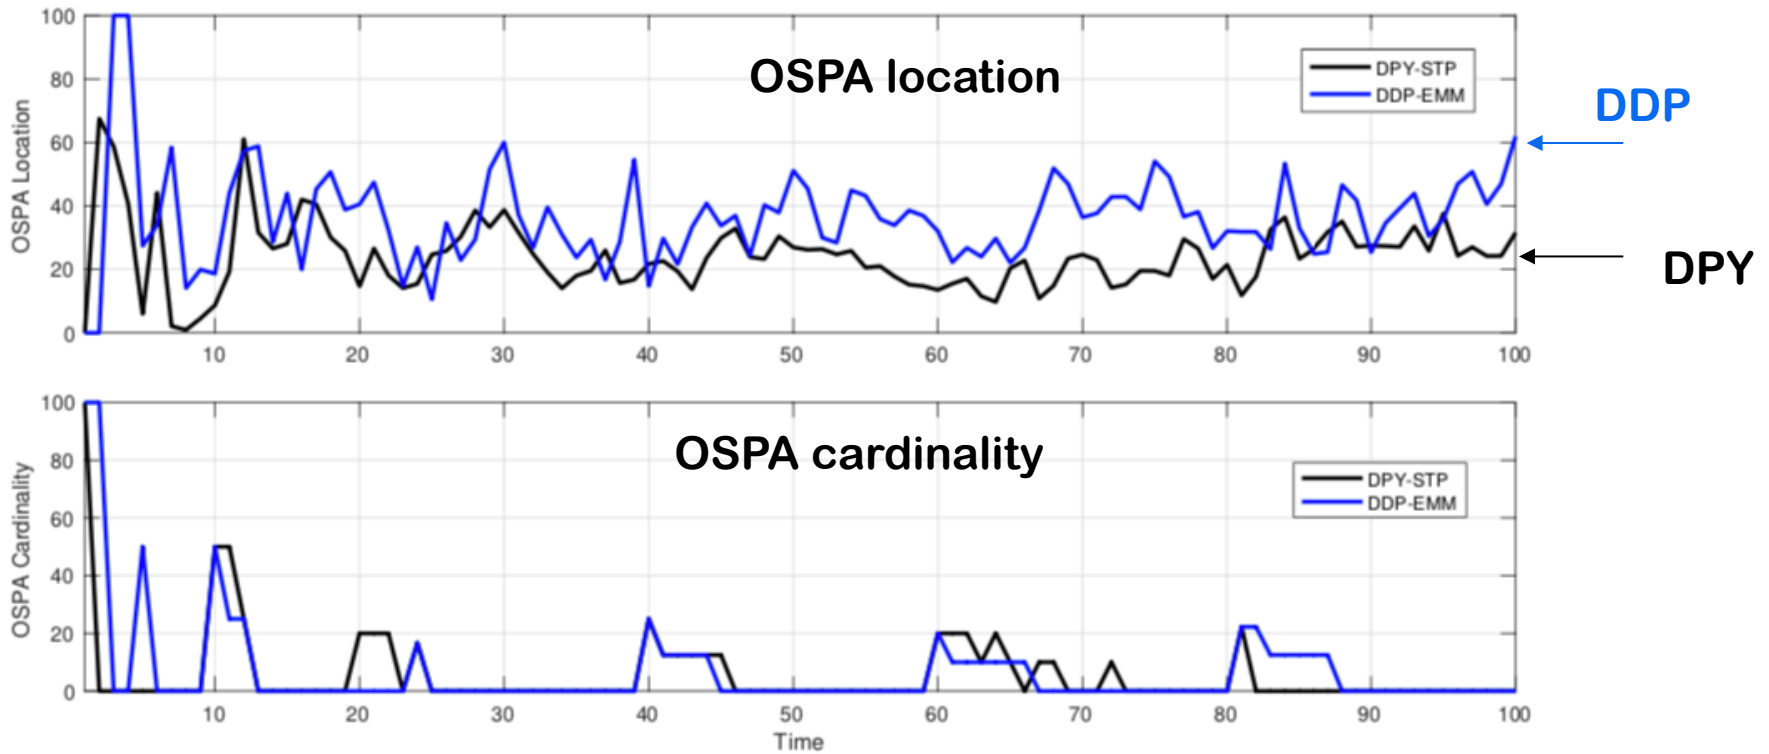 OSPA location
OSPA Location
100
80
60
40
20
0
DPY-STP
DDP-EMM
DDP
DPY
10 20 30 40 50 60 70 80 90 100
OSPA cardinality
OSPA Cardinality
100
80
60
40
20
0
DPY-STP
DDP-EMM
10 20 30 40 50 60 70 80 90 100
Time